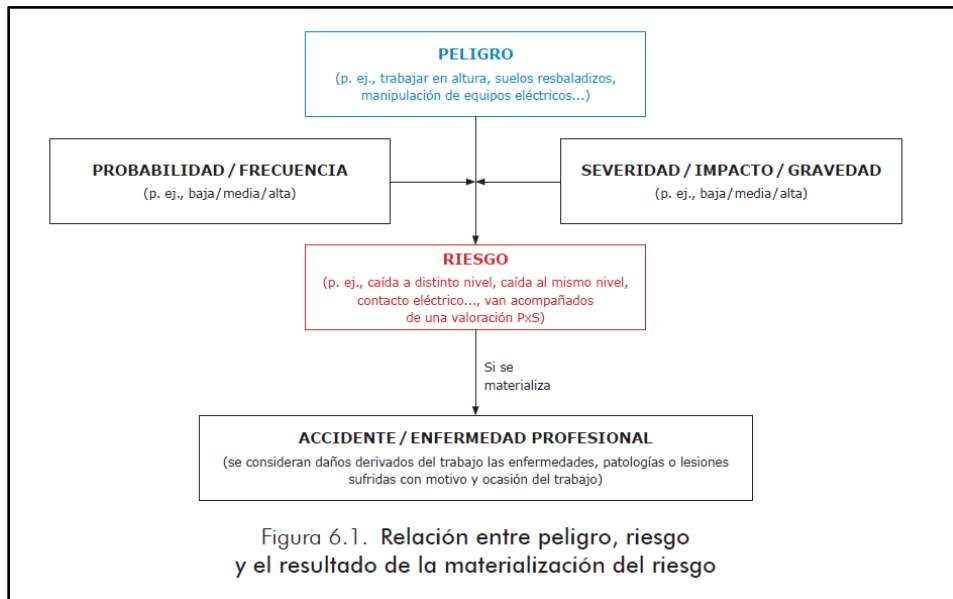 PELIGRO
(p. ej., trabajar en altura, suelos resbaladizos,
manipulación de equipos eléctricos...)
PROBABILIDAD / FRECUENCIA
(p. ej., baja/media/alta)
SEVERIDAD / IMPACTO / GRAVEDAD
(p. ej., baja/media/alta)
RIESGO
(p. ej., caída a distinto nivel, caída al mismo nivel,
contacto eléctrico..., van acompañados
de una valoración PxS)
Si se
materializa
ACCIDENTE / ENFERMEDAD PROFESIONAL
(se consideran daños derivados del trabajo las enfermedades, patologías o lesiones
sufridas con motivo y ocasión del trabajo)
Figura 6.1. Relación entre peligro, riesgo
y el resultado de la materialización del riesgo